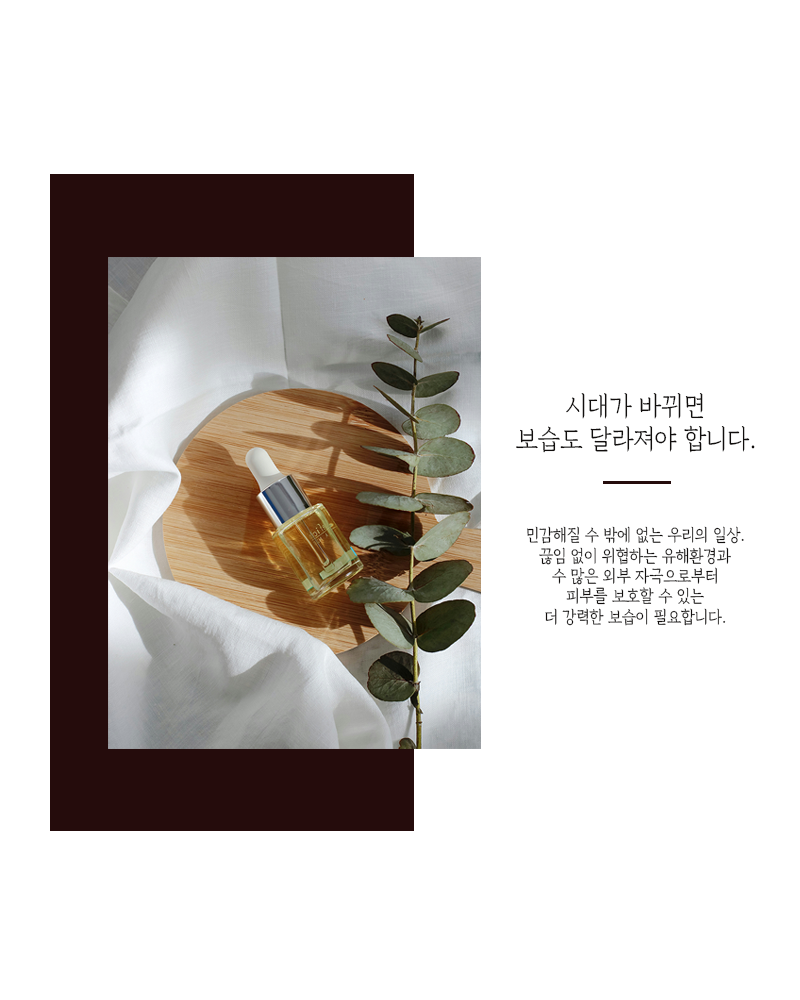 시대가 바뀌면
보습도 달라져야 합니다.
민감해질 수 밖에 없는 우리의 일상.
끊임 없이 위협하는 유해환경과
수 많은 외부 자극으로부터
피부를 보호할 수 있는
더 강력한 보습이 필요합니다.